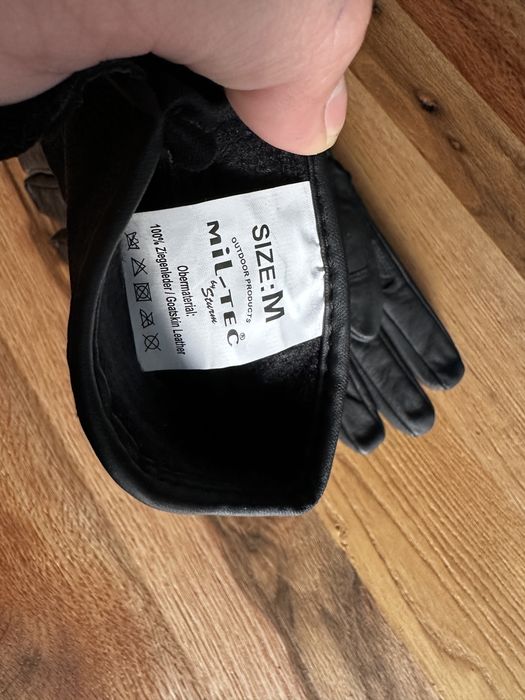 SIZE: M
OUTDOOR PRODUCTS
MiL-TEC®
by Sturm
Obermaterial:
100% Ziegenleder / Goatskin Leather